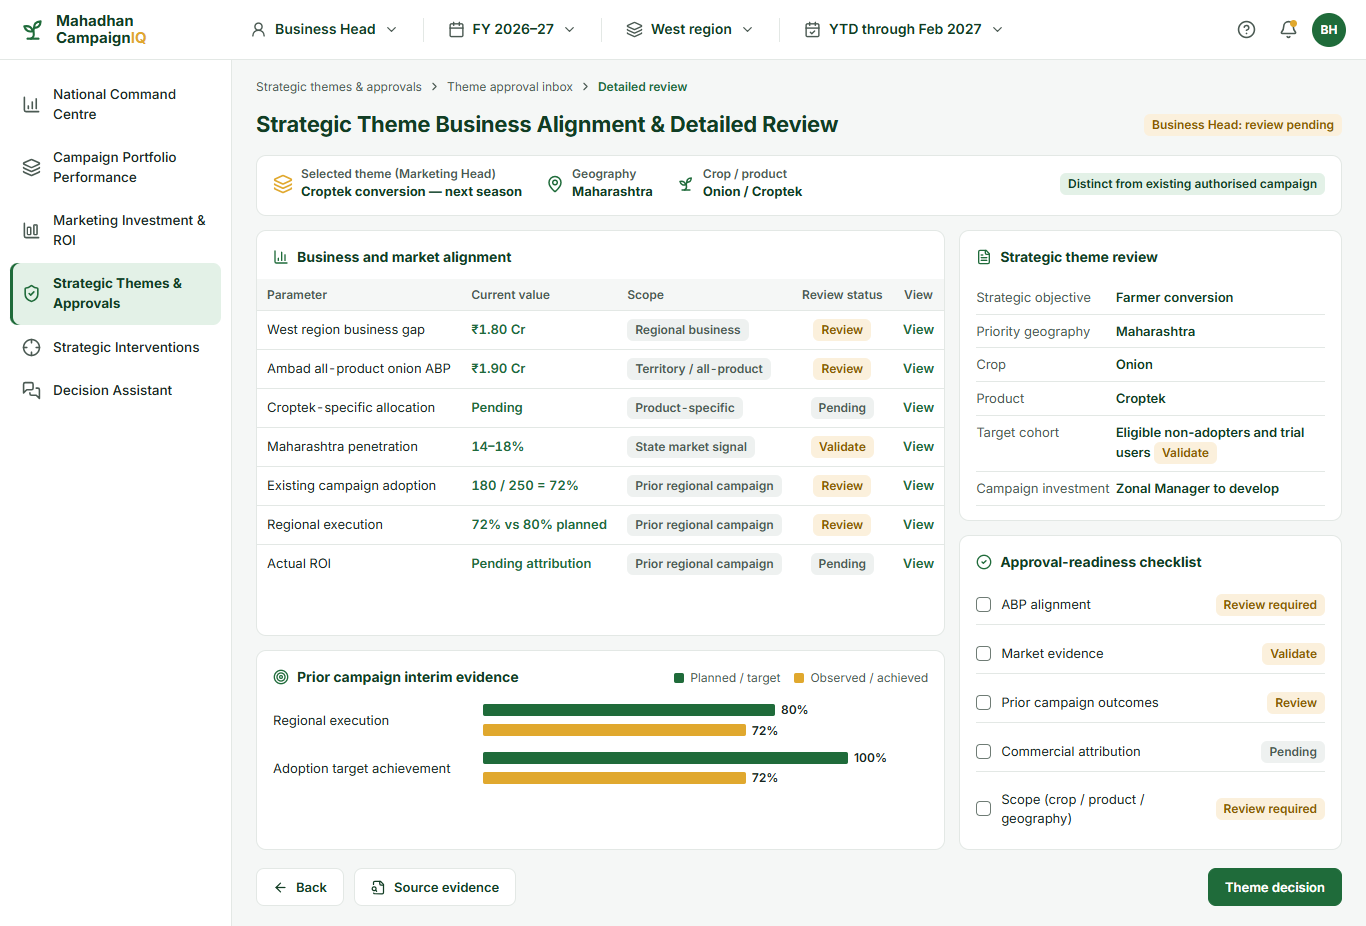 Mahadhan
CampaignIQ
Business Head
FY 2026–27
West region
YTD through Feb 2027
BH
National Command
Centre
Campaign Portfolio
Performance
Marketing Investment &
ROI
Strategic Themes &
Approvals
Strategic Interventions
Decision Assistant
Strategic themes & approvals > Theme approval inbox > Detailed review
Strategic Theme Business Alignment & Detailed Review
Business Head: review pending
Selected theme (Marketing Head)
Croptek conversion — next season
Geography
Maharashtra
Crop / product
Onion / Croptek
Distinct from existing authorised campaign
Business and market alignment
Parameter Current value Scope Review status View
West region business gap ₹1.80 Cr Regional business Review View
Ambad all-product onion ABP ₹1.90 Cr Territory / all-product Review View
Croptek-specific allocation Pending Product-specific Pending View
Maharashtra penetration 14–18% State market signal Validate View
Existing campaign adoption 180 / 250 = 72% Prior regional campaign Review View
Regional execution 72% vs 80% planned Prior regional campaign Review View
Actual ROI Pending attribution Prior regional campaign Pending View
Strategic theme review
Strategic objective Farmer conversion
Priority geography Maharashtra
Crop Onion
Product Croptek
Target cohort Eligible non-adopters and trial
users Validate
Campaign investment Zonal Manager to develop
Prior campaign interim evidence
Planned / target Observed / achieved
Regional execution
80%
72%
Adoption target achievement
100%
72%
Approval-readiness checklist
ABP alignment Review required
Market evidence Validate
Prior campaign outcomes Review
Commercial attribution Pending
Scope (crop / product /
geography) Review required
Back
Source evidence
Theme decision